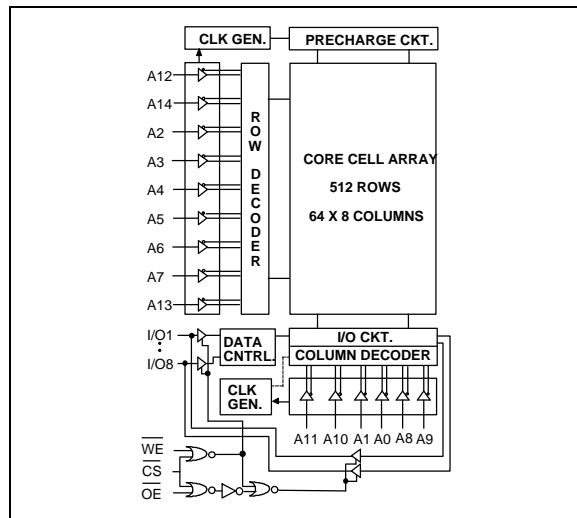 CLK GEN.
PRECHARGE CKT.
A12
A14
A2
A3
A4
A5
A6
A7
A13
ROW DECODER
CORE CELL ARRAY
512 ROWS
64 X 8 COLUMNS
I/O1
I/O8
DATA
CNTRL.
I/O CKT.
COLUMN DECODER
CLK
GEN.
A11 A10 A1 A0 A8 A9
WE
CS
OE